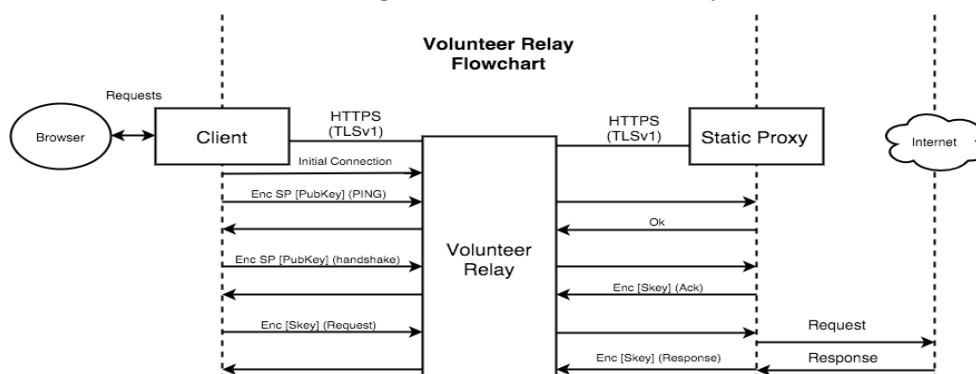 Volunteer Relay
Flowchart
Requests
Browser
Client
HTTPS
(TLSv1)
HTTPS
(TLSv1)
Static Proxy
Internet
Initial Connection
Enc SP [PubKey] (PING)
Ok
Volunteer
Relay
Enc SP [PubKey] (handshake)
Enc [Skey] (Ack)
Enc [Skey] (Request)
Request
Enc [Skey] (Response)
Response